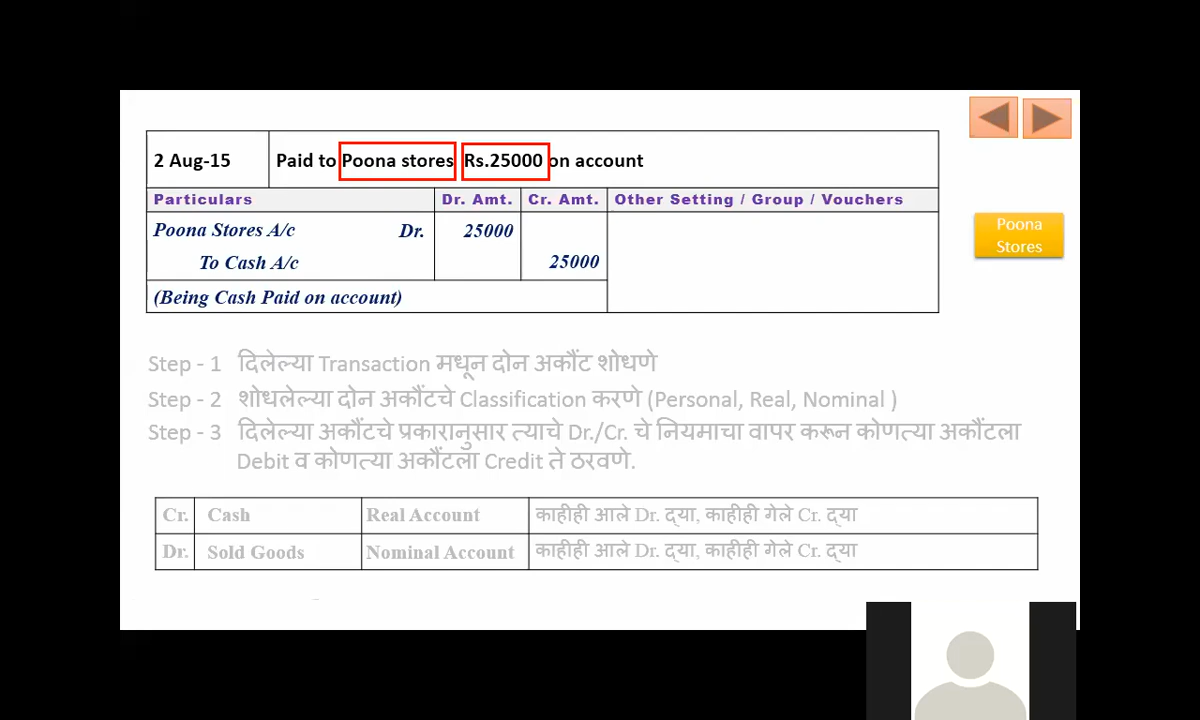 2 Aug-15 Paid to Poona stores Rs.25000 on account
Particulars Dr. Amt. Cr. Amt. Other Setting / Group / Vouchers
Poona Stores A/c Dr. 25000
To Cash A/c 25000
(Being Cash Paid on account)
Poona
Stores
Step - 1 दिलेल्या Transaction मधून दोन अकौंट शोधणे
Step - 2 शोधलेल्या दोन अकौंटचे Classification करणे (Personal, Real, Nominal )
Step - 3 दिलेल्या अकौंटचे प्रकारानुसार त्याचे Dr./Cr. चे नियमाचा वापर करून कोणत्या अकौंटला
Debit व कोणत्या अकौंटला Credit ते ठरवणे.
Cr. Cash Real Account काहीही आले Dr. द्या, काहीही गेले Cr. द्या
Dr. Sold Goods Nominal Account काहीही आले Dr. द्या, काहीही गेले Cr. द्या